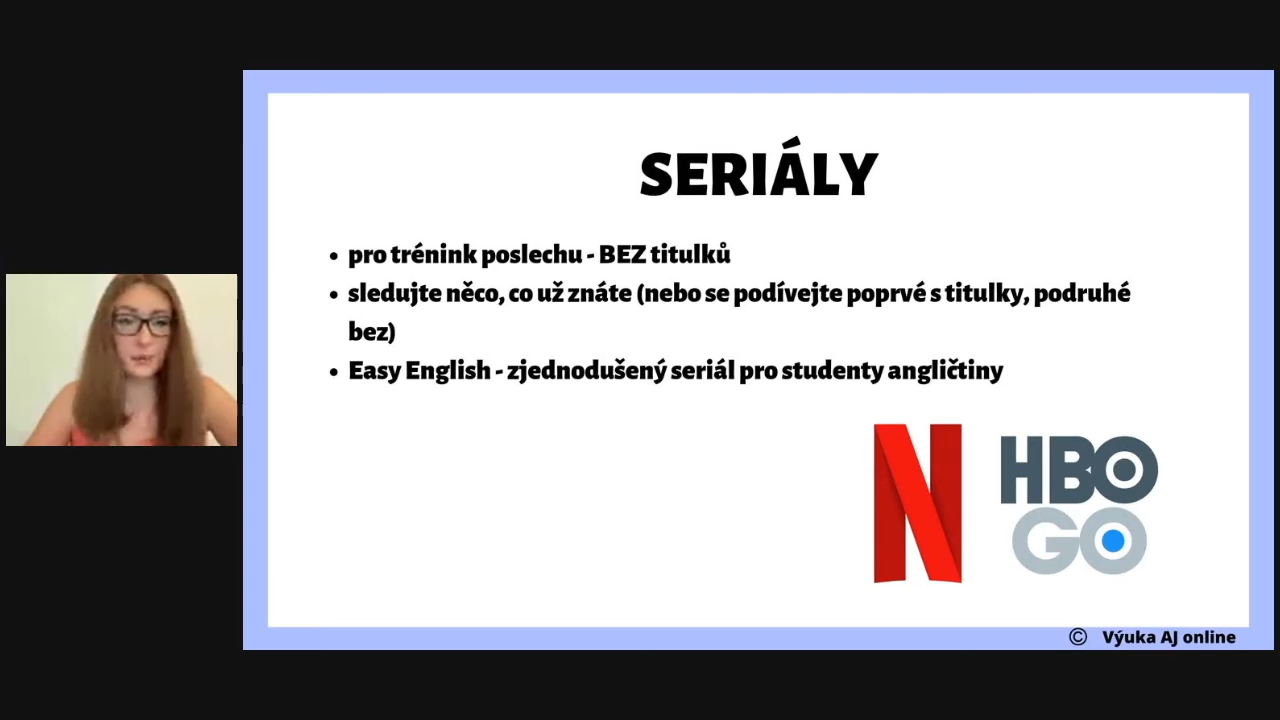 SERIÁLY
pro trénink poslechu - BEZ titulků
sledujte něco, co už znáte (nebo se podívejte poprvé s titulky, podruhé
bez)
Easy English - zjednodušený seriál pro studenty angličtiny
N
HBO
GO
© Výuka AJ online